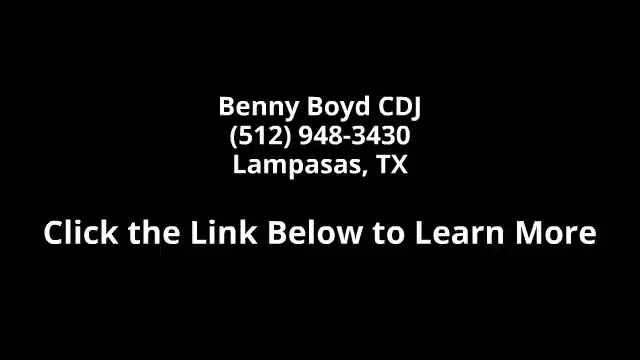 Benny Boyd CDJ
(512) 948-3430
Lampasas, TX
Click the Link Below to Learn More